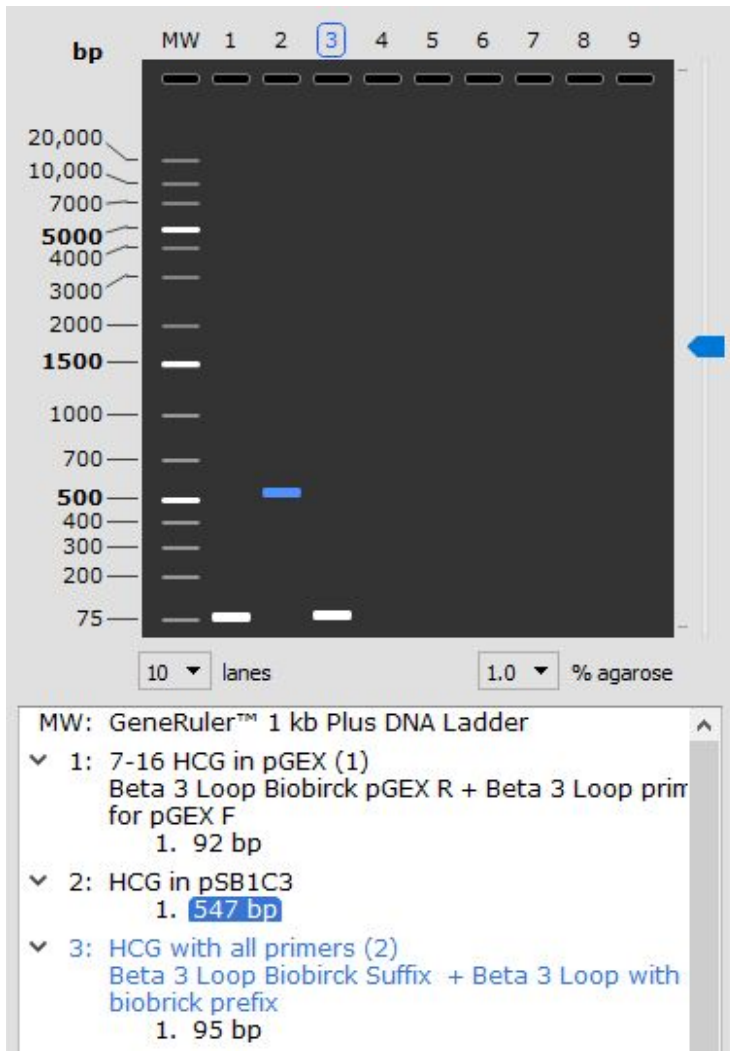 bp
MW 1 2 3 4 5 6 7 8 9
20,000
10,000
7000
5000
4000
3000
2000
1500
1000
700
500
400
300
200
75
10 lanes 1.0 % agarose
MW: GeneRuler™ 1 kb Plus DNA Ladder
1: 7-16 HCG in pGEX (1)
Beta 3 Loop Biobirck pGEX R + Beta 3 Loop prim
for pGEX F
1. 92 bp
2: HCG in pSB1C3
1. 547 bp
3: HCG with all primers (2)
Beta 3 Loop Biobirck Suffix + Beta 3 Loop with
biobrick prefix
1. 95 bp